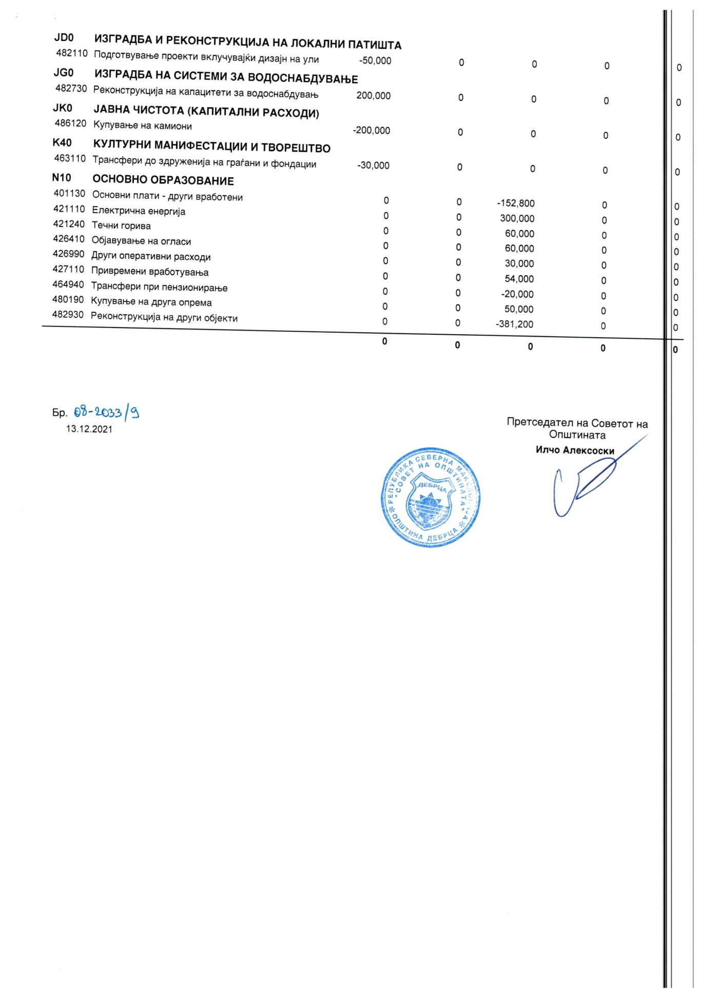 JD0 ИЗГРАДБА И РЕКОНСТРУКЦИЈА НА ЛОКАЛНИ ПАТИШТА
482110 Подготвување проекти вклучувајќи дизајн на ули -50,000 0 0 0 0
JG0 ИЗГРАДБА НА СИСТЕМИ ЗА ВОДОСНАБДУВАЊЕ
482730 Реконструкција на капацитети за водоснабдувањ 200,000 0 0 0 0
JK0 ЈАВНА ЧИСТОТА (КАПИТАЛНИ РАСХОДИ)
486120 Купување на камиони -200,000 0 0 0 0
K40 КУЛТУРНИ МАНИФЕСТАЦИИ И ТВОРЕШТВО
463110 Трансфери до здруженија на граѓани и фондации -30,000 0 0 0 0
N10 ОСНОВНО ОБРАЗОВАНИЕ
401130 Основни плати - други вработени 0 0 -152,800 0 0
421110 Електрична енергија 0 0 300,000 0 0
421240 Течни горива 0 0 60,000 0 0
426410 Објавување на огласи 0 0 60,000 0 0
426990 Други оперативни расходи 0 0 30,000 0 0
427110 Привремени вработувања 0 0 54,000 0 0
464940 Трансфери при пензионирање 0 0 -20,000 0 0
480190 Купување на друга опрема 0 0 50,000 0 0
482930 Реконструкција на други објекти 0 0 -381,200 0 0
0 0 0 0 0
Бр. 08-2033/9
13.12.2021
Претседател на Советот на
Општината
Илчо Алексоски
РЕПУБЛИКА СЕВЕРНА МАКЕДОНИЈА
"СОВЕТ НА ОПШТИНАТА"
ДЕБРЦА
ОПШТИНА ДЕБРЦА